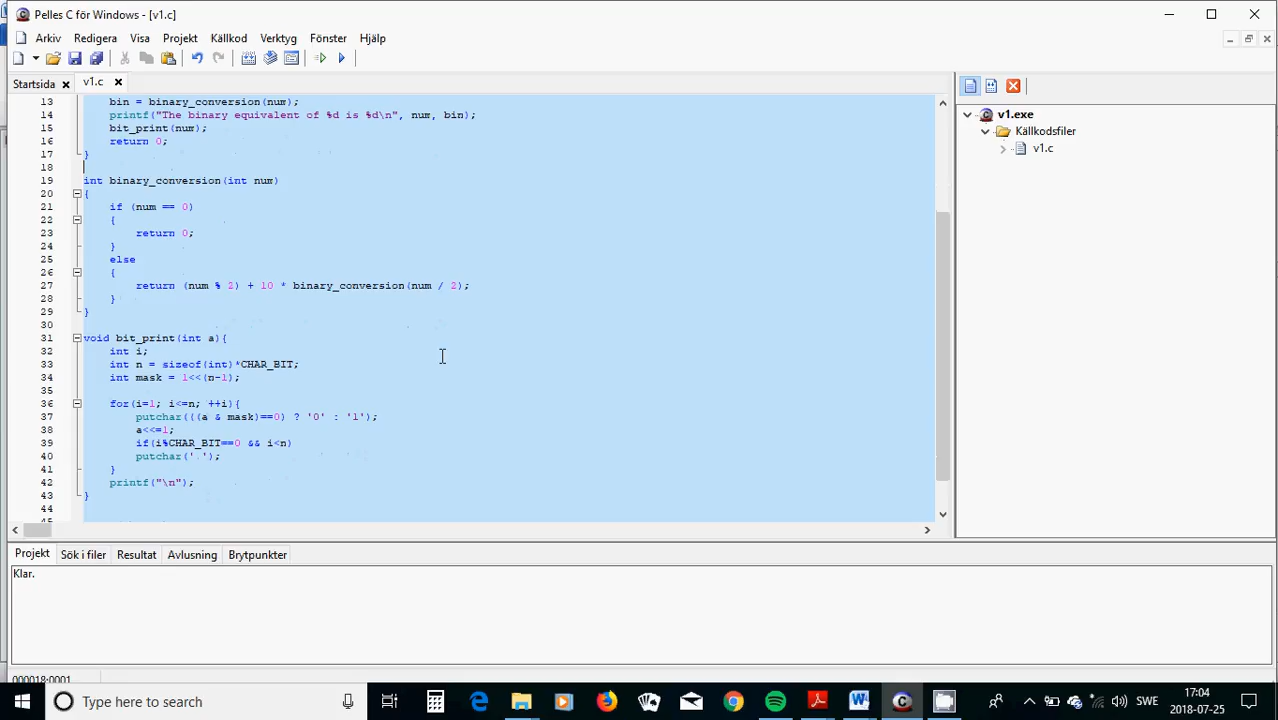 Pelles C för Windows - [v1.c]
Arkiv Redigera Visa Projekt Källkod Verktyg Fönster Hjälp
Startsida v1.c
13 bin = binary_conversion(num);
14 printf("The binary equivalent of %d is %d\n", num, bin);
15 bit_print(num);
16 return 0;
17 }
18
19 int binary_conversion(int num)
20 {
21 if (num == 0)
22 {
23 return 0;
24 }
25 else
26 {
27 return (num % 2) + 10 * binary_conversion(num / 2);
28 }
29 }
30
31 void bit_print(int a){
32 int i;
33 int n = sizeof(int)*CHAR_BIT;
34 int mask = 1<<(n-1);
35
36 for(i=1; i<=n; ++i){
37 putchar(((a & mask)==0) ? '0' : '1');
38 a<<=1;
39 if(i%CHAR_BIT==0 && i<n)
40 putchar(' ');
41 }
42 printf("\n");
43 }
44
45
v1.exe
Källkodsfiler
v1.c
Projekt Sök i filer Resultat Avlusning Brytpunkter
Klar.
000018:0001
Type here to search
SWE
17:04
2018-07-25